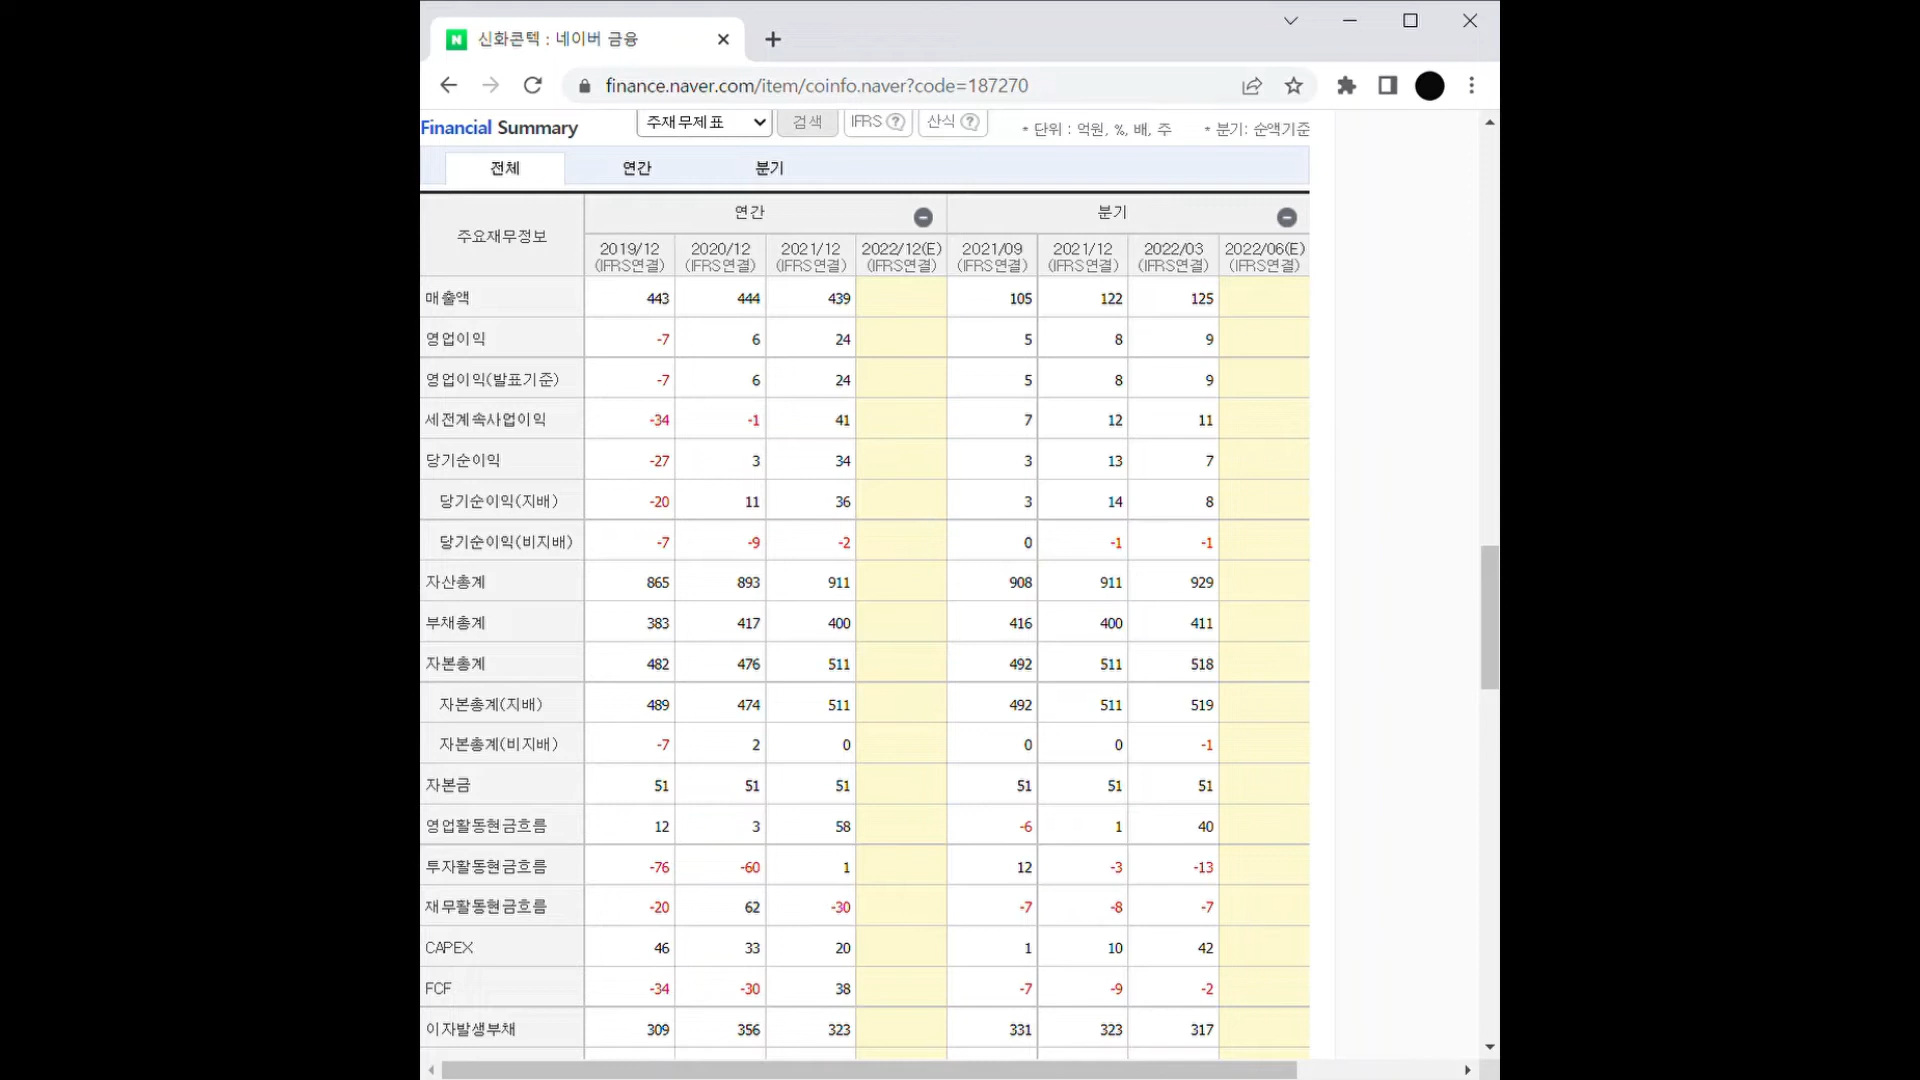 신화콘텍 : 네이버 금융
finance.naver.com/item/coinfo.naver?code=187270
Financial Summary 주재무제표 검색 IFRS ? 산식 ? * 단위 : 억원, %, 배, 주 * 분기: 순액기준
전체 연간 분기
주요재무정보 연간 분기
2019/12 2020/12 2021/12 2022/12(E) 2021/09 2021/12 2022/03 2022/06(E)
(IFRS연결) (IFRS연결) (IFRS연결) (IFRS연결) (IFRS연결) (IFRS연결) (IFRS연결) (IFRS연결)
매출액 443 444 439 105 122 125
영업이익 -7 6 24 5 8 9
영업이익(발표기준) -7 6 24 5 8 9
세전계속사업이익 -34 -1 41 7 12 11
당기순이익 -27 3 34 3 13 7
당기순이익(지배) -20 11 36 3 14 8
당기순이익(비지배) -7 -9 -2 0 -1 -1
자산총계 865 893 911 908 911 929
부채총계 383 417 400 416 400 411
자본총계 482 476 511 492 511 518
자본총계(지배) 489 474 511 492 511 519
자본총계(비지배) -7 2 0 0 0 -1
자본금 51 51 51 51 51 51
영업활동현금흐름 12 3 58 -6 1 40
투자활동현금흐름 -76 -60 1 12 -3 -13
재무활동현금흐름 -20 62 -30 -7 -8 -7
CAPEX 46 33 20 1 10 42
FCF -34 -30 38 -7 -9 -2
이자발생부채 309 356 323 331 323 317